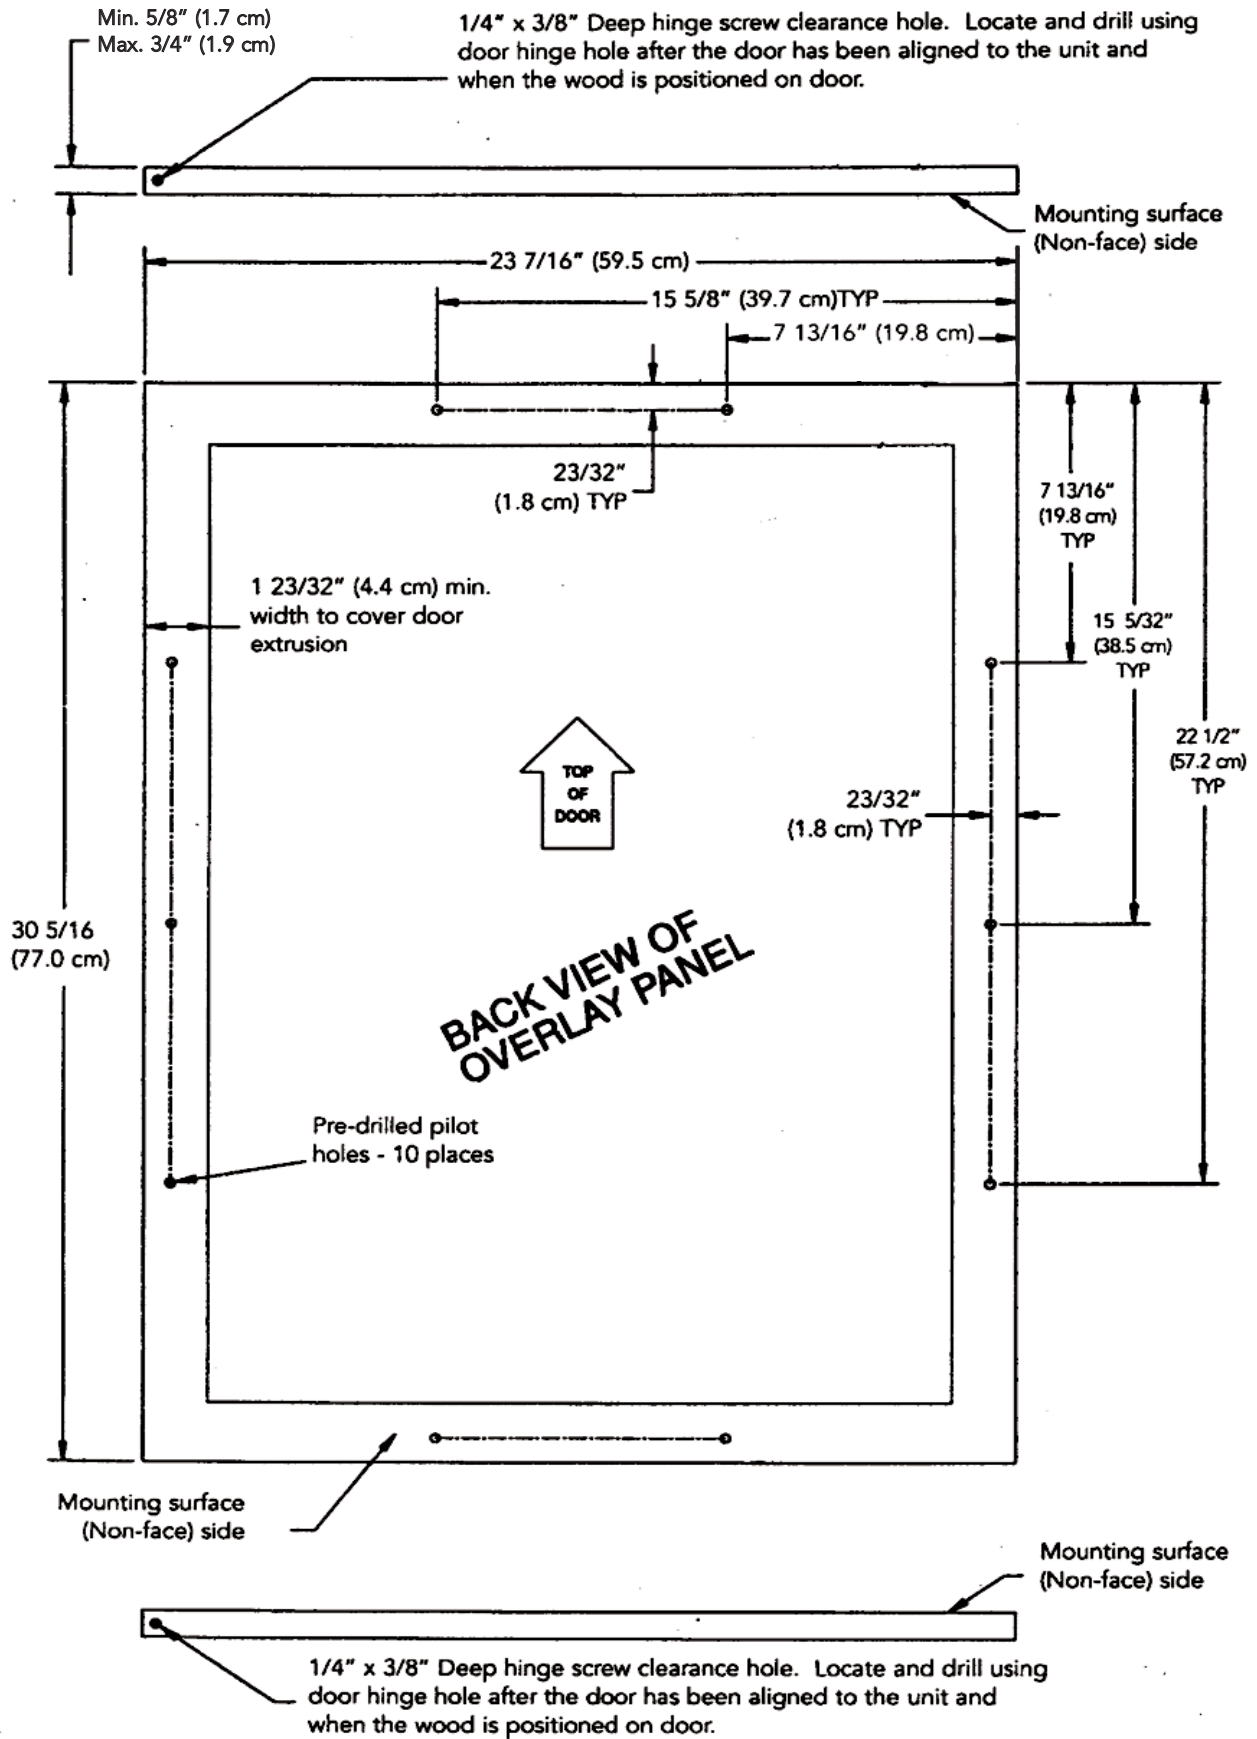 Min. 5/8" (1.7 cm)
Max. 3/4" (1.9 cm)
1/4" x 3/8" Deep hinge screw clearance hole. Locate and drill using
door hinge hole after the door has been aligned to the unit and
when the wood is positioned on door.
Mounting surface
(Non-face) side
23 7/16" (59.5 cm)
15 5/8" (39.7 cm)TYP
7 13/16" (19.8 cm)
23/32"
(1.8 cm) TYP
7 13/16"
(19.8 cm)
TYP
1 23/32" (4.4 cm) min.
width to cover door
extrusion
15 5/32"
(38.5 cm)
TYP
22 1/2"
(57.2 cm)
TYP
TOP
OF
DOOR
23/32"
(1.8 cm) TYP
30 5/16
(77.0 cm)
BACK VIEW OF
OVERLAY PANEL
Pre-drilled pilot
holes - 10 places
Mounting surface
(Non-face) side
Mounting surface
(Non-face) side
1/4" x 3/8" Deep hinge screw clearance hole. Locate and drill using
door hinge hole after the door has been aligned to the unit and
when the wood is positioned on door.